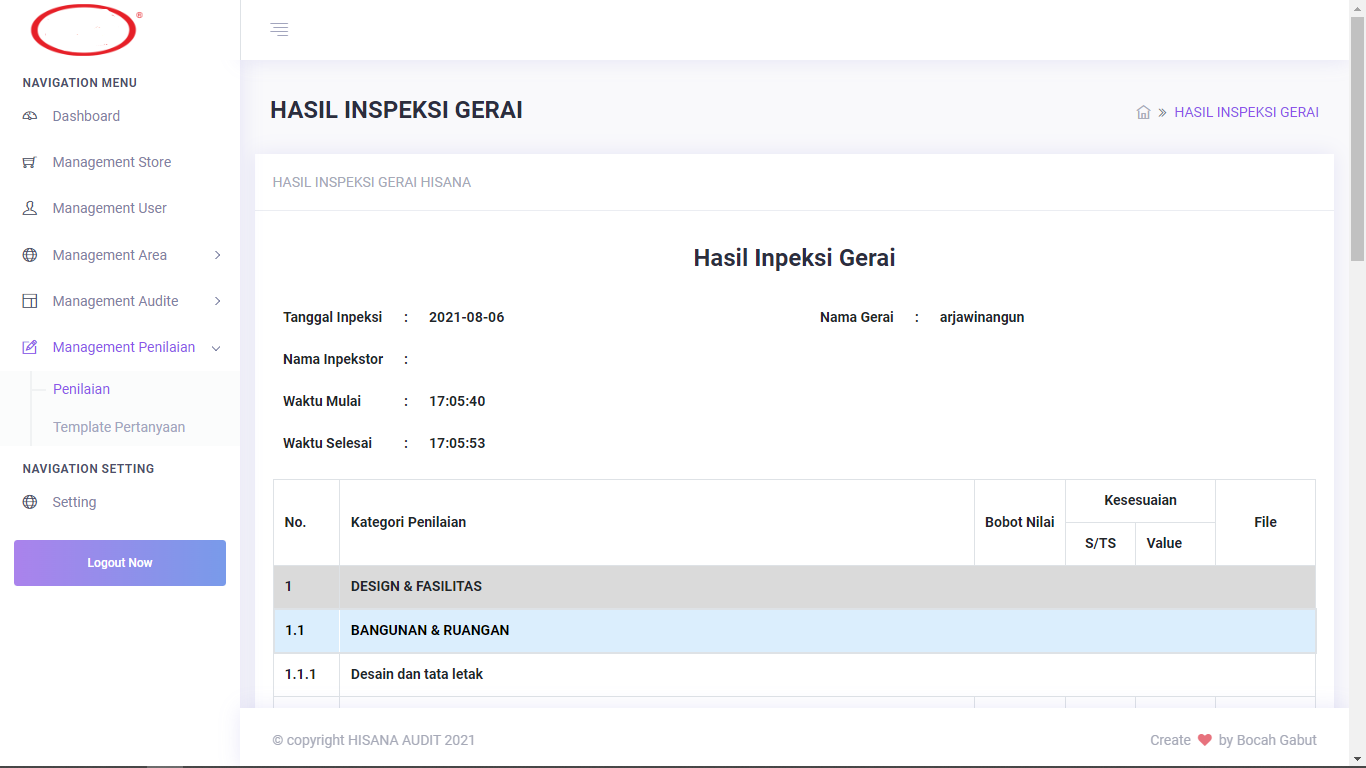 ®
NAVIGATION MENU
Dashboard
Management Store
Management User
Management Area
Management Audite
Management Penilaian
Penilaian
Template Pertanyaan
NAVIGATION SETTING
Setting
Logout Now
HASIL INSPEKSI GERAI
HASIL INSPEKSI GERAI
HASIL INSPEKSI GERAI HISANA
Hasil Inpeksi Gerai
Tanggal Inpeksi : 2021-08-06 Nama Gerai : arjawinangun
Nama Inpekstor :
Waktu Mulai : 17:05:40
Waktu Selesai : 17:05:53
No. Kategori Penilaian Bobot Nilai Kesesuaian File
S/TS Value
1 DESIGN & FASILITAS
1.1 BANGUNAN & RUANGAN
1.1.1 Desain dan tata letak
© copyright HISANA AUDIT 2021 Create ❤ by Bocah Gabut